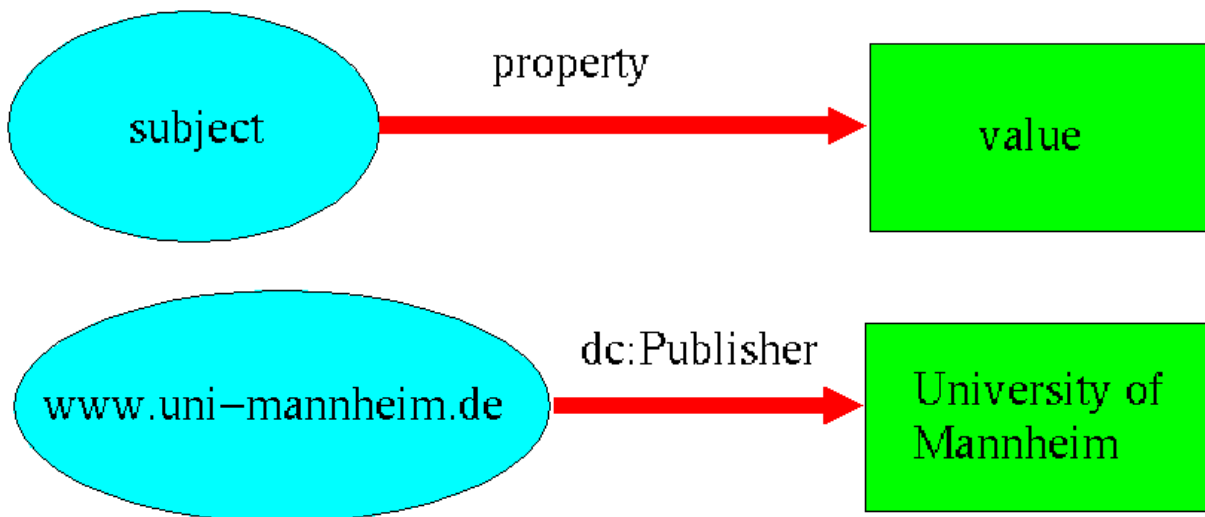 property
subject
value
dc:Publisher
www.uni-mannheim.de
University of
Mannheim